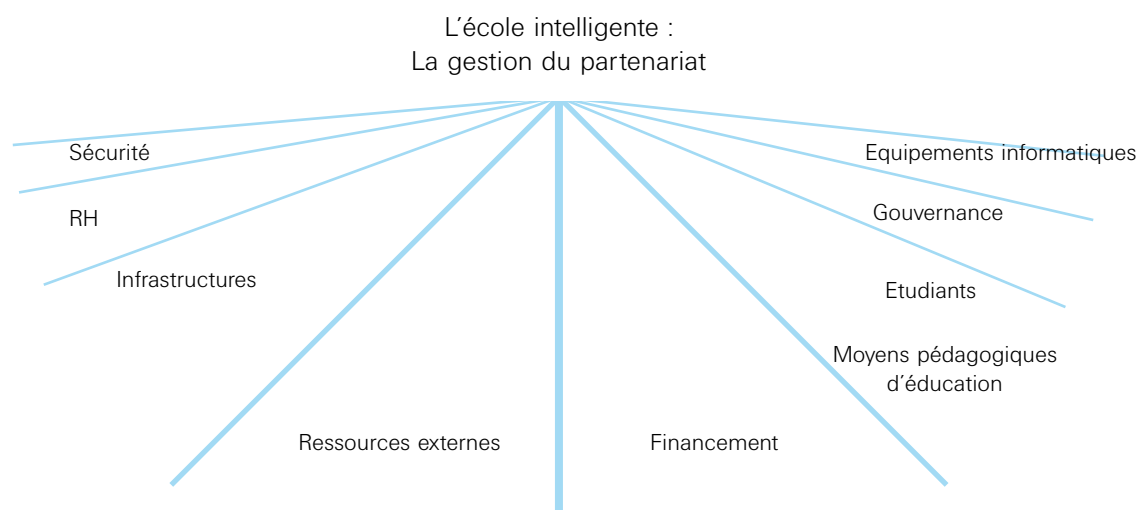 L´école intelligente :
La gestion du partenariat
Sécurité
Equipements informatiques
RH
Gouvernance
Infrastructures
Etudiants
Moyens pédagogiques
d´éducation
Ressources externes
Financement